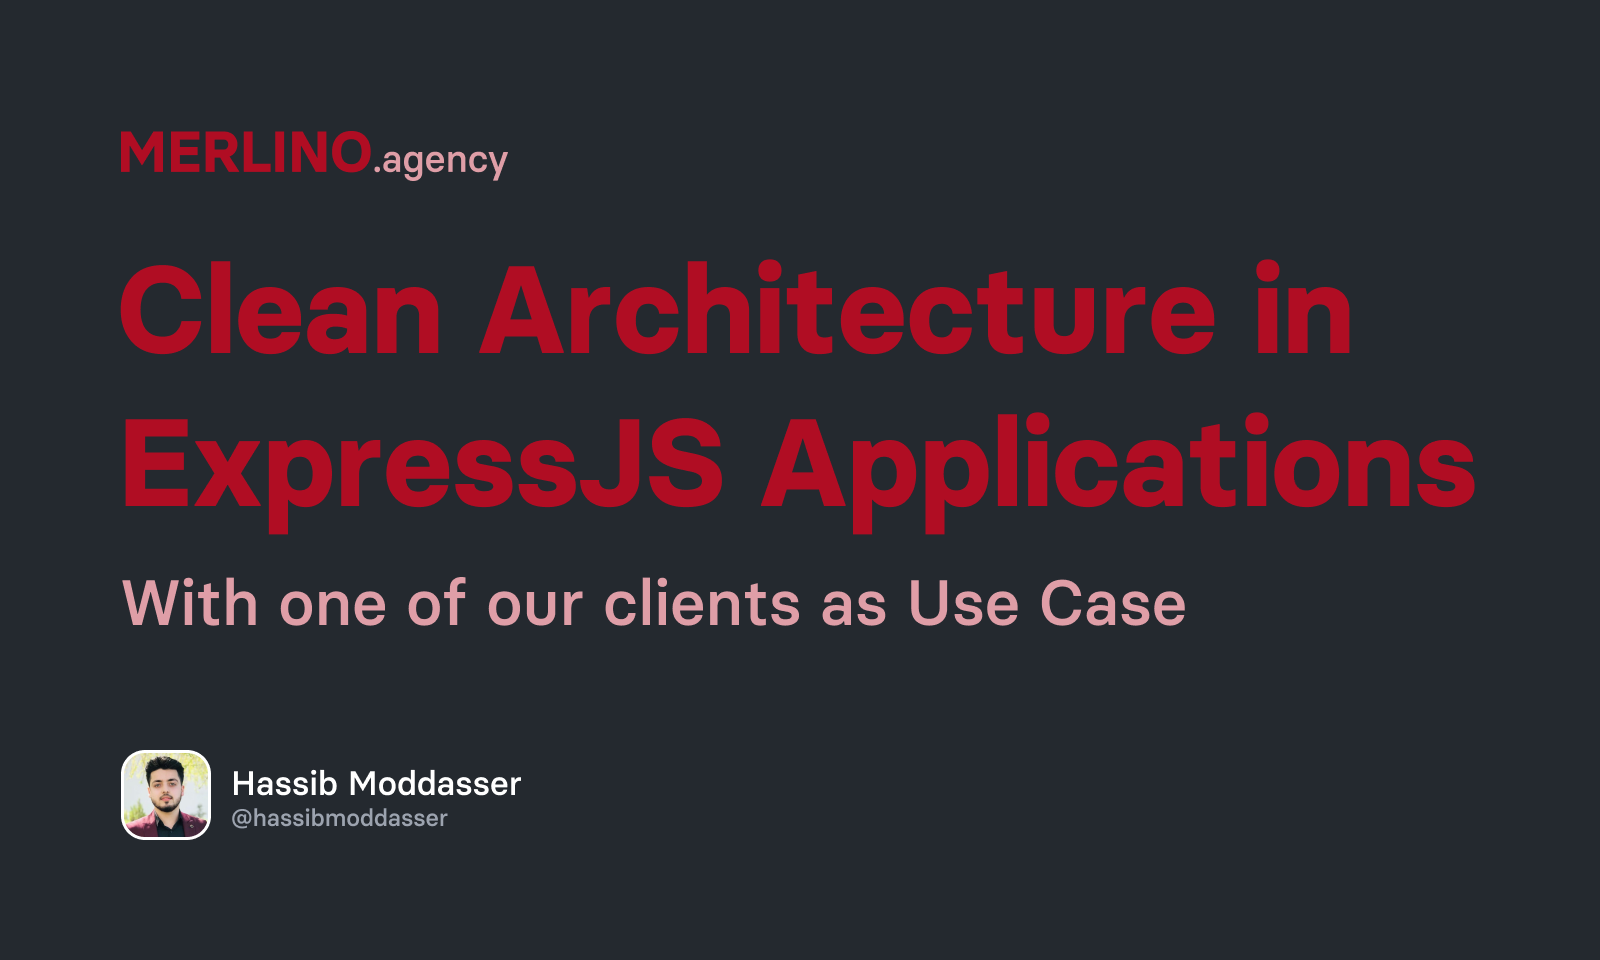 MERLINO.agency
Clean Architecture in
ExpressJS Applications
With one of our clients as Use Case
Hassib Moddasser
@hassibmoddasser